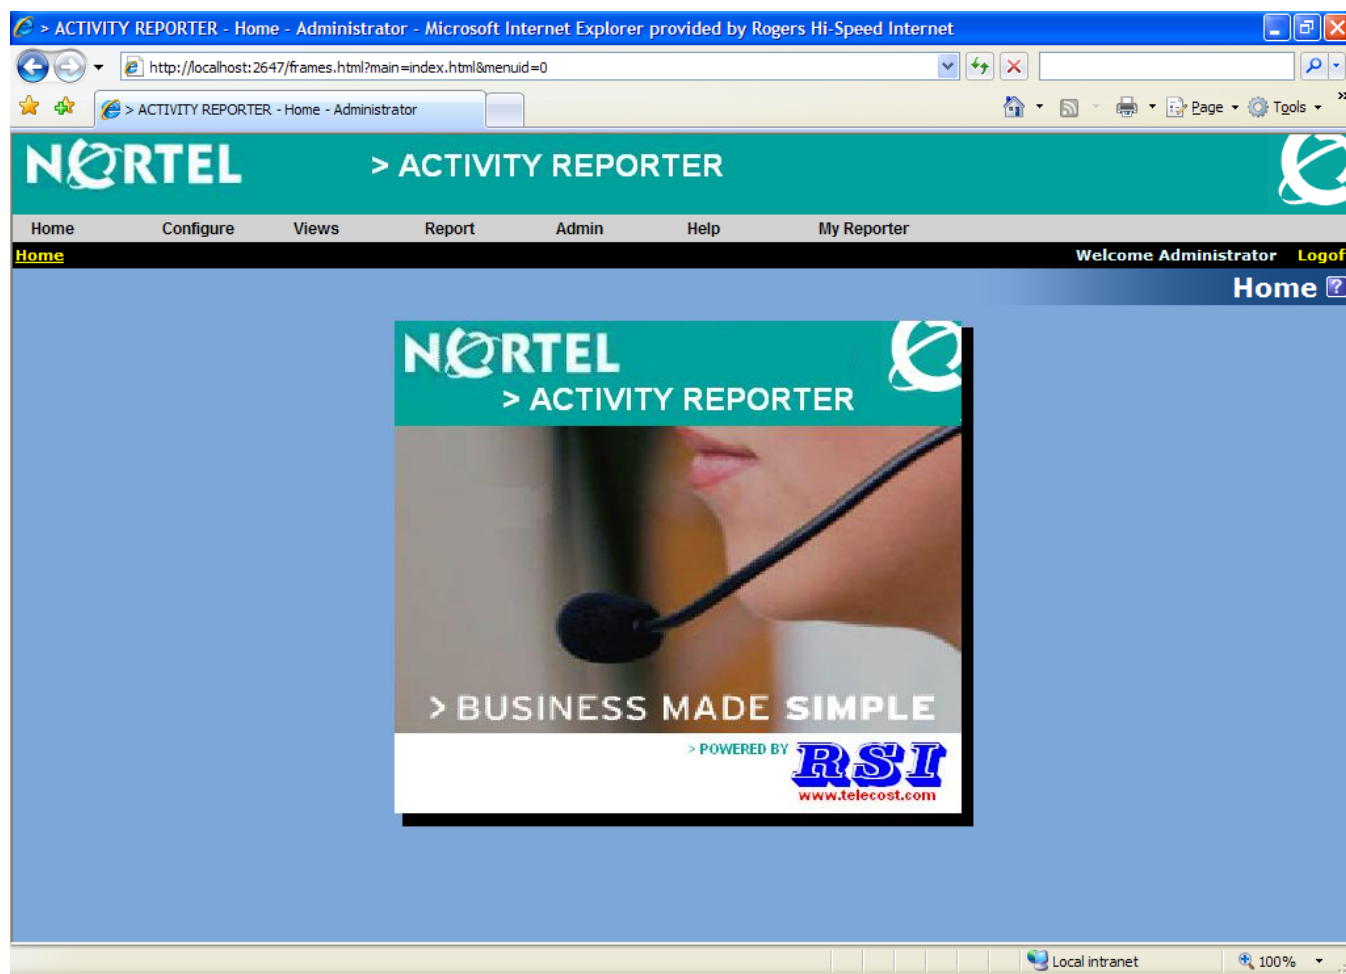 > ACTIVITY REPORTER - Home - Administrator - Microsoft Internet Explorer provided by Rogers Hi-Speed Internet
http://localhost:2647/frames.html?main=index.html&menuid=0
> ACTIVITY REPORTER - Home - Administrator
Page Tools »
NORTEL > ACTIVITY REPORTER
Home Configure Views Report Admin Help My Reporter
Home Welcome Administrator Logof
Home ?
NORTEL
> ACTIVITY REPORTER
> BUSINESS MADE SIMPLE
> POWERED BY RSI
www.telecost.com
Local intranet 100%